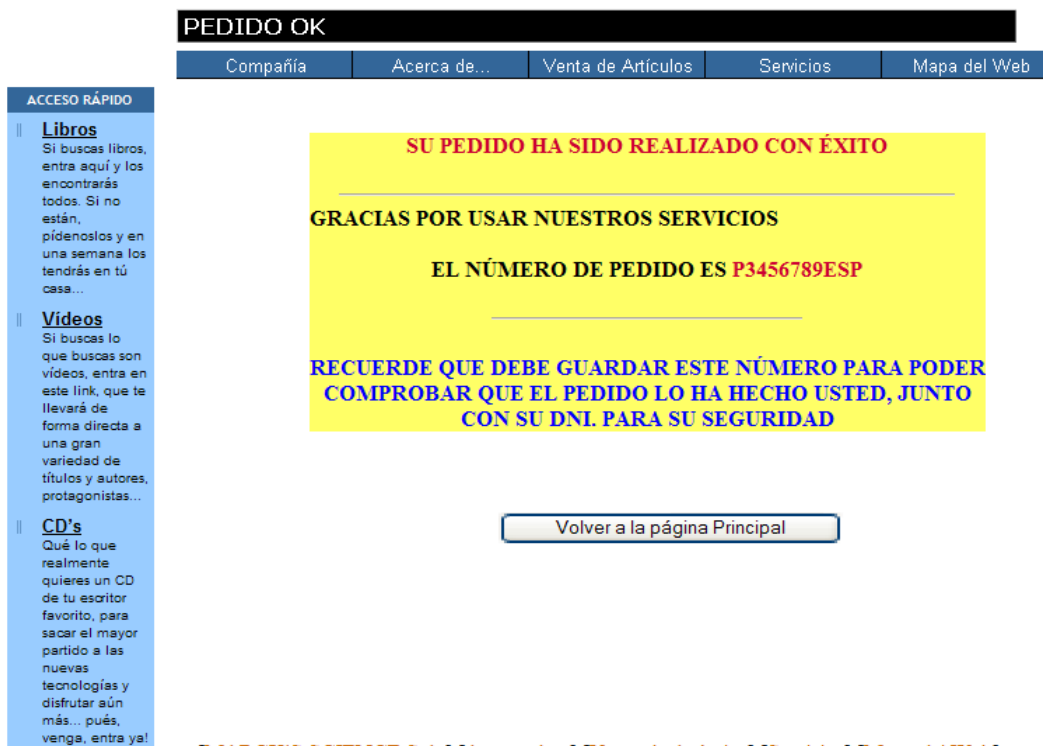 PEDIDO OK
Compañía
Acerca de...
Venta de Artículos
Servicios
Mapa del Web
ACCESO RÁPIDO
Libros
Si buscas libros,
entra aquí y los
encontrarás
todos. Si no
están,
pídenoslos y en
una semana los
tendrás en tú
casa...
Vídeos
Si buscas lo
que buscas son
vídeos, entra en
este link, que te
llevará de
forma directa a
una gran
variedad de
títulos y autores,
protagonistas...
CD's
Qué lo que
realmente
quieres un CD
de tu escritor
favorito, para
sacar el mayor
partido a las
nuevas
tecnologías y
disfrutar aún
más... pués,
venga, entra ya!
SU PEDIDO HA SIDO REALIZADO CON ÉXITO
GRACIAS POR USAR NUESTROS SERVICIOS
EL NÚMERO DE PEDIDO ES P3456789ESP
RECUERDE QUE DEBE GUARDAR ESTE NÚMERO PARA PODER
COMPROBAR QUE EL PEDIDO LO HA HECHO USTED, JUNTO
CON SU DNI. PARA SU SEGURIDAD
Volver a la página Principal